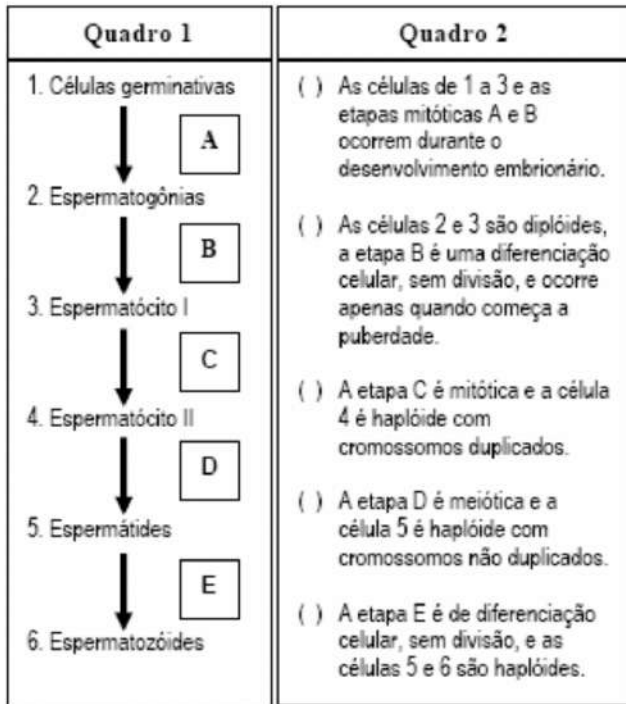 Quadro 1
1. Células germinativas
A
2. Espermatogônias
B
3. Espermatócito I
C
4. Espermatócito II
D
5. Espermátides
E
6. Espermatozóides
Quadro 2
( ) As células de 1 a 3 e as
etapas mitóticas A e B
ocorrem durante o
desenvolvimento embrionário.
( ) As células 2 e 3 são diplóides,
a etapa B é uma diferenciação
celular, sem divisão, e ocorre
apenas quando começa a
puberdade.
( ) A etapa C é mitótica e a célula
4 é haplóide com
cromossomos duplicados.
( ) A etapa D é meiótica e a
célula 5 é haplóide com
cromossomos não duplicados.
( ) A etapa E é de diferenciação
celular, sem divisão, e as
células 5 e 6 são haplóides.